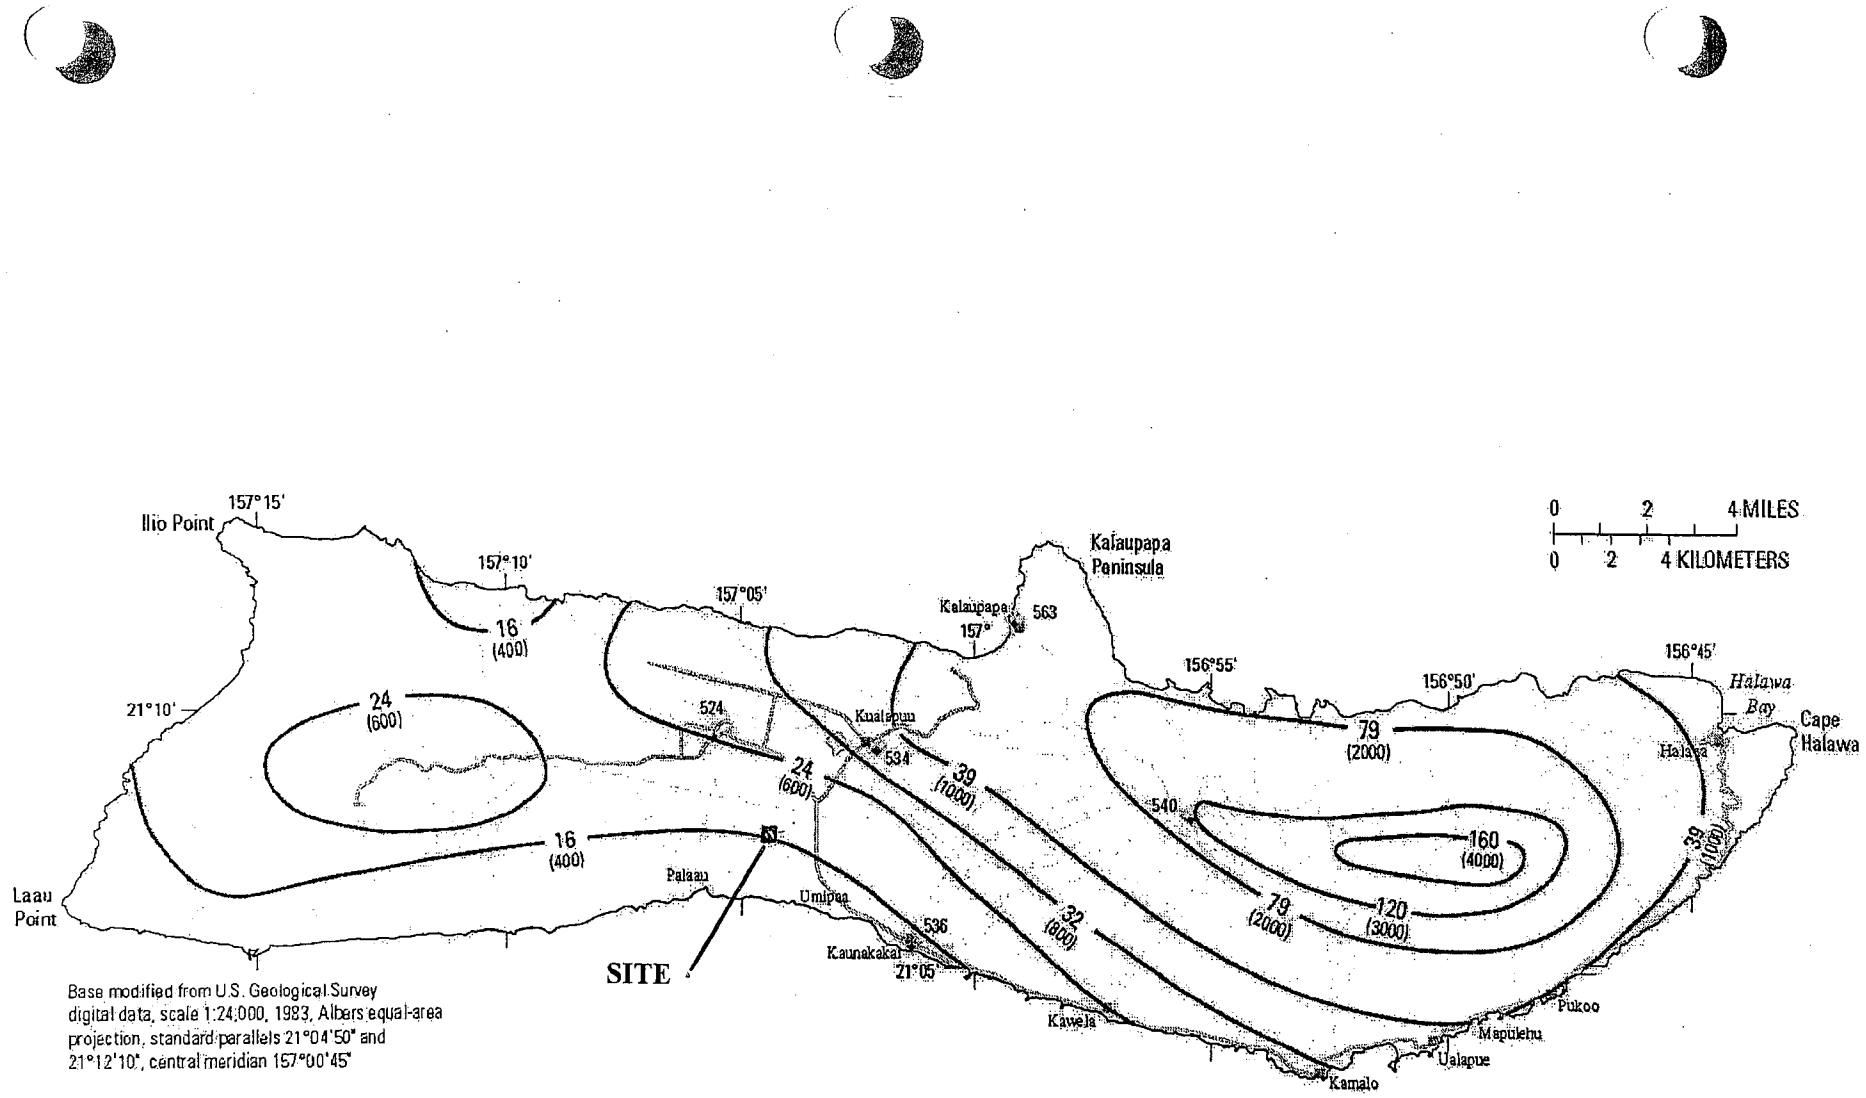 157°15'
Ilio Point
0 2 4 MILES
0 2 4 KILOMETERS
Kalaupapa
Peninsula
157°10'
157°05'
Kalaupapa
563
157°
16
(400)
156°45'
156°55'
156°50'
Halawa
Bay
21°10'
24
(600)
524
Kualapuu
534
79
(2000)
Cape
Halawa
Halawa
24
(600)
39
(1000)
540
16
(400)
160
(4000)
39
(1000)
Palaau
Umipaa
Laau
Point
79
(2000)
120
(3000)
32
(800)
536
Kaunakakai
21°05'
SITE
Base modified from U.S. Geological Survey
digital data, scale 1:24,000, 1983, Albers equal-area
projection, standard parallels 21°04'50" and
21°12'10", central meridian 157°00'45"
Kawela
Pukoo
Mapulehu
Ualapue
Kamalo